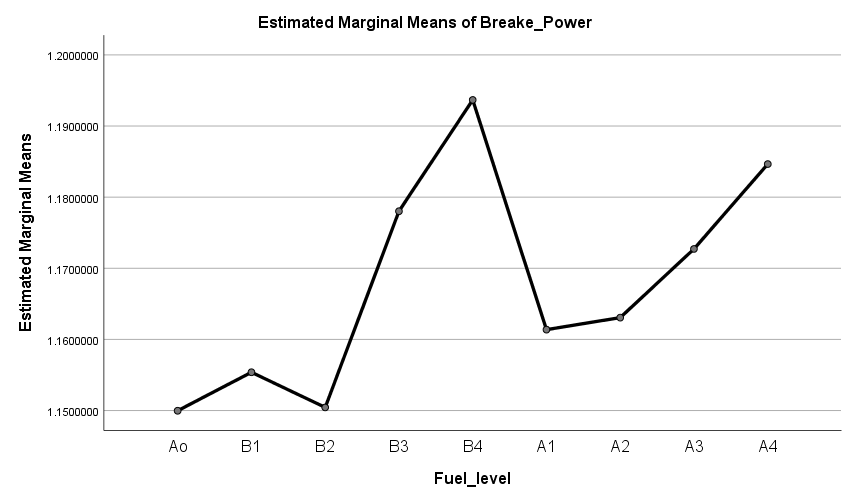 Estimated Marginal Means of Breake_Power
Estimated Marginal Means
1.2000000
1.1900000
1.1800000
1.1700000
1.1600000
1.1500000
Ao B1 B2 B3 B4 A1 A2 A3 A4
Fuel_level